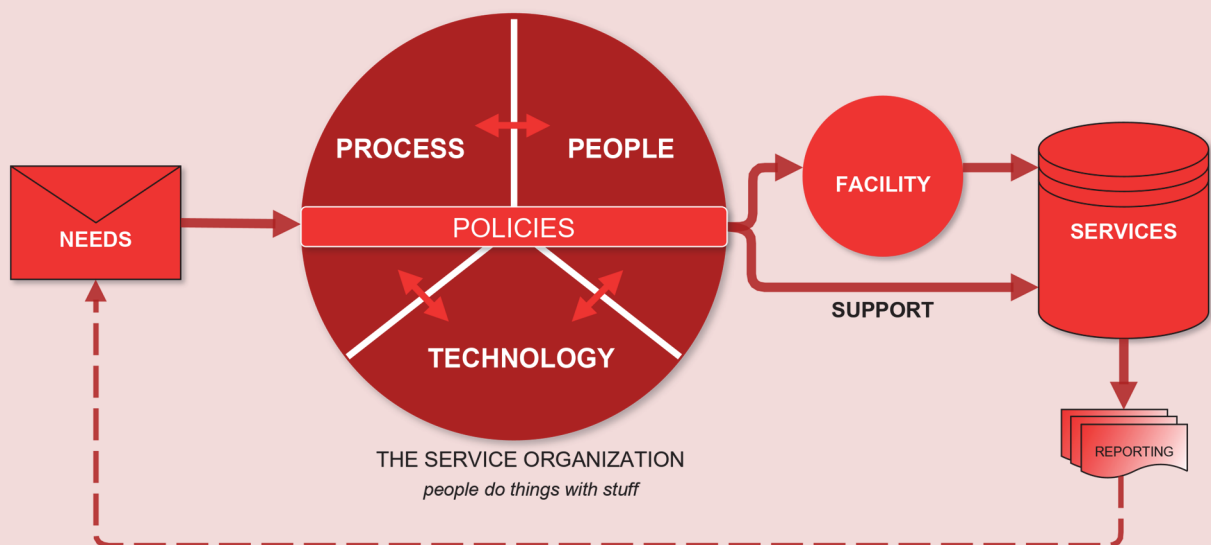 PROCESS
PEOPLE
NEEDS
POLICIES
FACILITY
SERVICES
SUPPORT
TECHNOLOGY
REPORTING
THE SERVICE ORGANIZATION
people do things with stuff